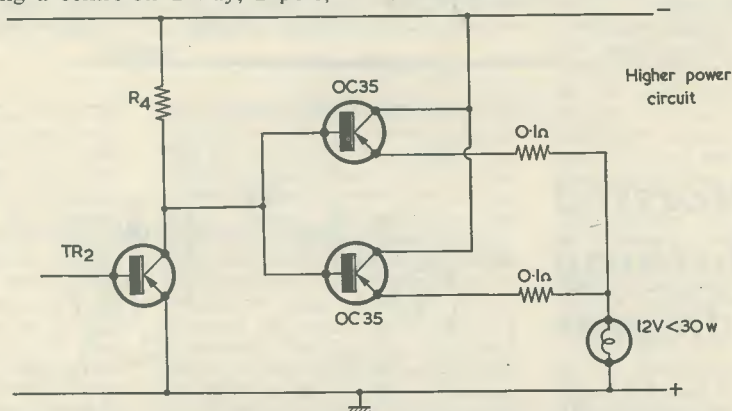 −
OC35
Higher power
circuit
R4
0·1Ω
TR2
0·1Ω
OC35
12V<30w
+